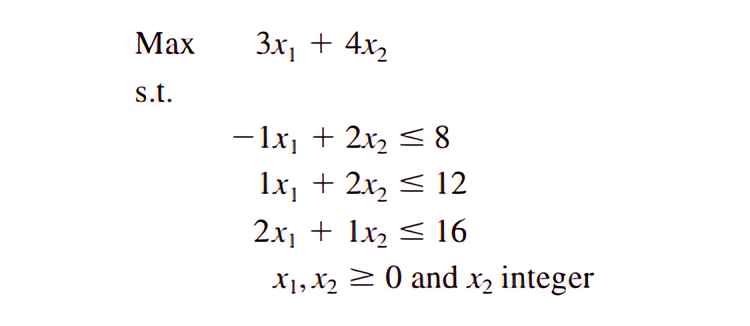 Max 3x₁ + 4x₂
s.t.
−1x₁ + 2x₂ ≤ 8
1x₁ + 2x₂ ≤ 12
2x₁ + 1x₂ ≤ 16
x₁, x₂ ≥ 0 and x₂ integer